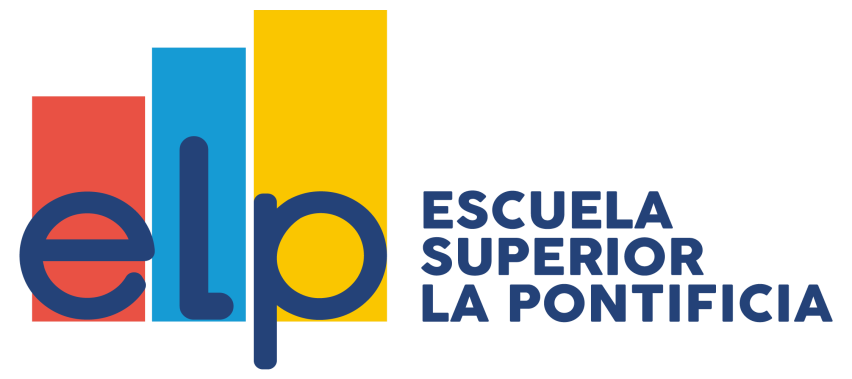 elp
ESCUELA
SUPERIOR
LA PONTIFICIA